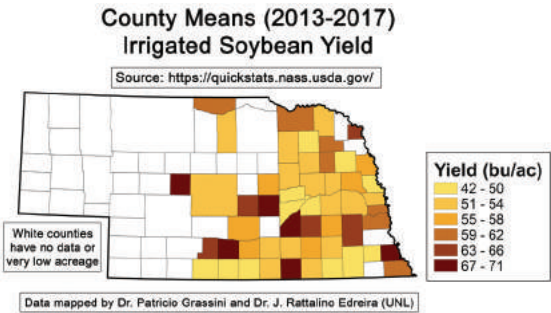 County Means (2013-2017)
Irrigated Soybean Yield
Source: https://quickstats.nass.usda.gov/
White counties
have no data or
very low acreage
Yield (bu/ac)
42 - 50
51 - 54
55 - 58
59 - 62
63 - 66
67 - 71
Data mapped by Dr. Patricio Grassini and Dr. J. Rattalino Edreira (UNL)